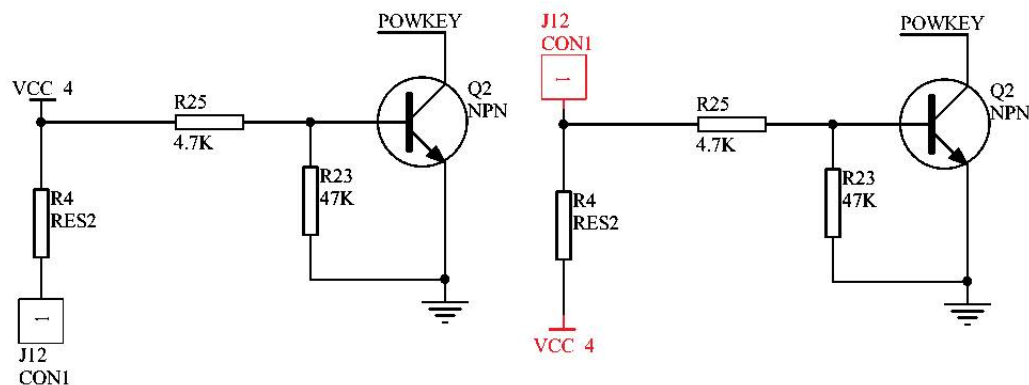 POWKEY
VCC 4
R25
4.7K
Q2
NPN
R23
47K
R4
RES2
1
J12
CON1
J12
CON1
1
POWKEY
R25
4.7K
Q2
NPN
R23
47K
R4
RES2
VCC 4